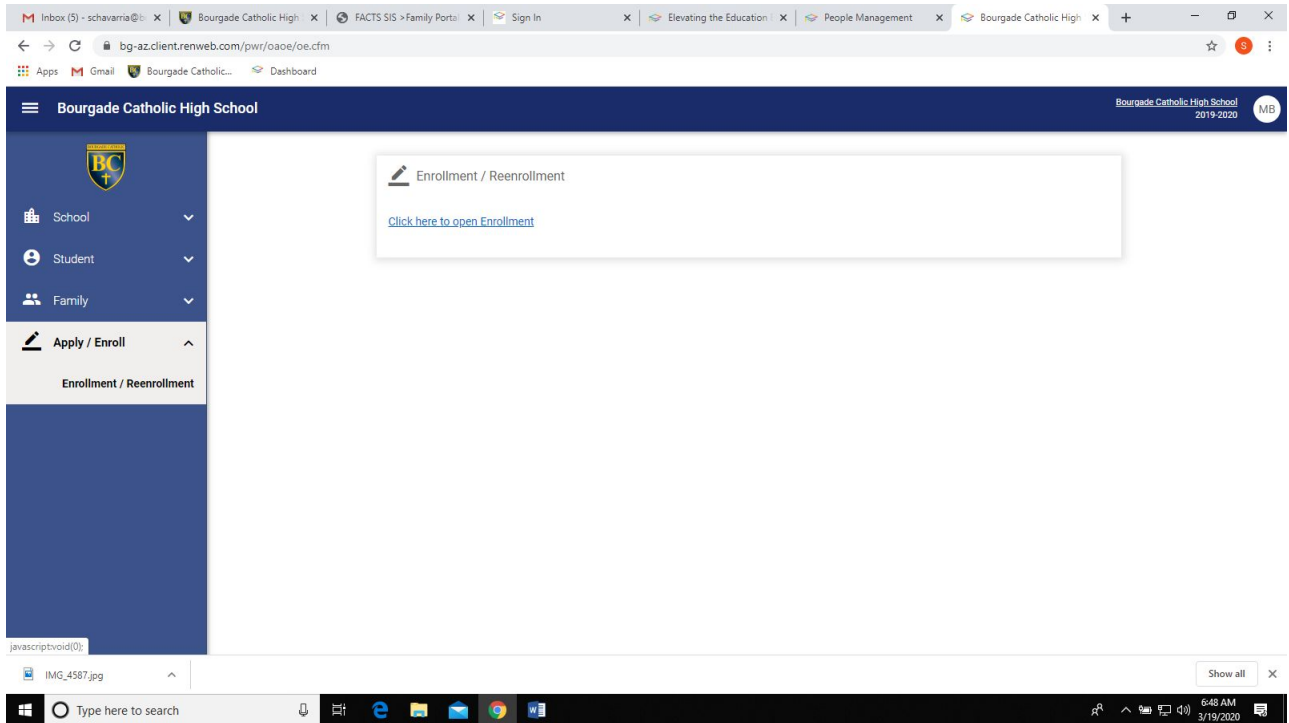 Inbox (5) - schavarria@b
Bourgade Catholic High
FACTS SIS >Family Portal
Sign In
Elevating the Education
People Management
Bourgade Catholic High
bg-az.client.renweb.com/pwr/oaoe/oe.cfm
S
Apps
Gmail
Bourgade Catholic...
Dashboard
Bourgade Catholic High School
Bourgade Catholic High School
2019-2020
MB
BC
School
Student
Family
Apply / Enroll
Enrollment / Reenrollment
Enrollment / Reenrollment
Click here to open Enrollment
javascript:void(0);
IMG_4587.jpg
Show all
Type here to search
6:48 AM
3/19/2020